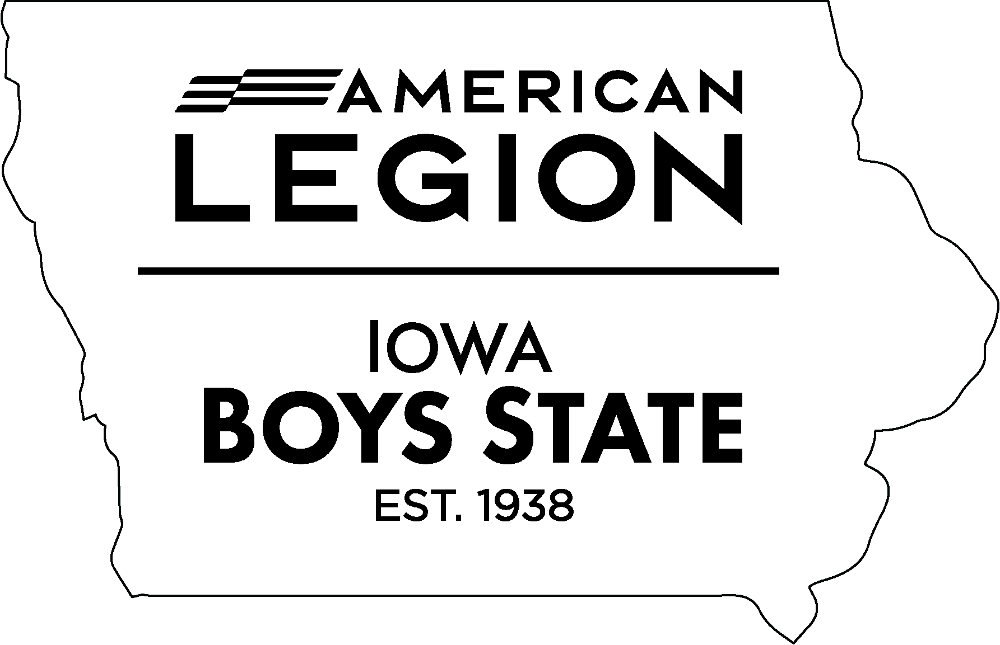 AMERICAN
LEGION
IOWA
BOYS STATE
EST. 1938